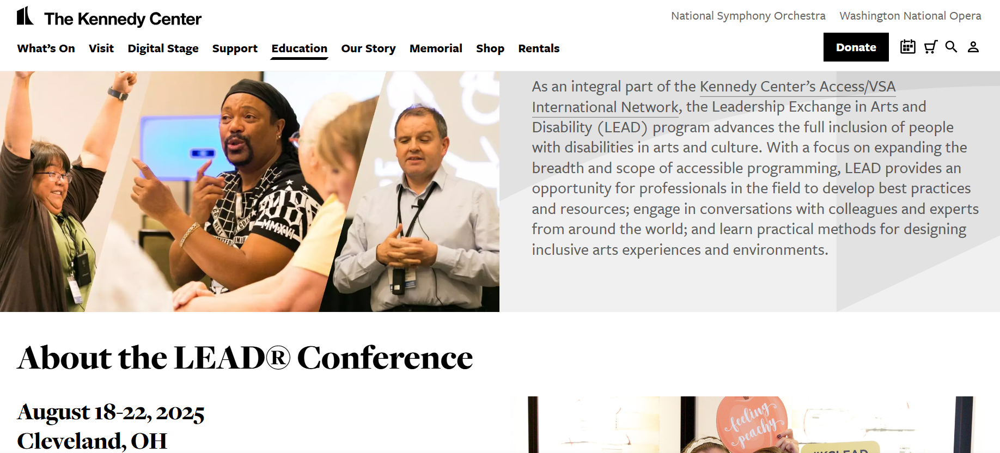 The Kennedy Center
National Symphony Orchestra Washington National Opera
What's On Visit Digital Stage Support Education Our Story Memorial Shop Rentals
Donate
As an integral part of the Kennedy Center's Access/VSA
International Network, the Leadership Exchange in Arts and
Disability (LEAD) program advances the full inclusion of people
with disabilities in arts and culture. With a focus on expanding the
breadth and scope of accessible programming, LEAD provides an
opportunity for professionals in the field to develop best practices
and resources; engage in conversations with colleagues and experts
from around the world; and learn practical methods for designing
inclusive arts experiences and environments.
MMXVI
About the LEAD® Conference
August 18-22, 2025
Cleveland, OH
feeling
peachy
#KCLEAD